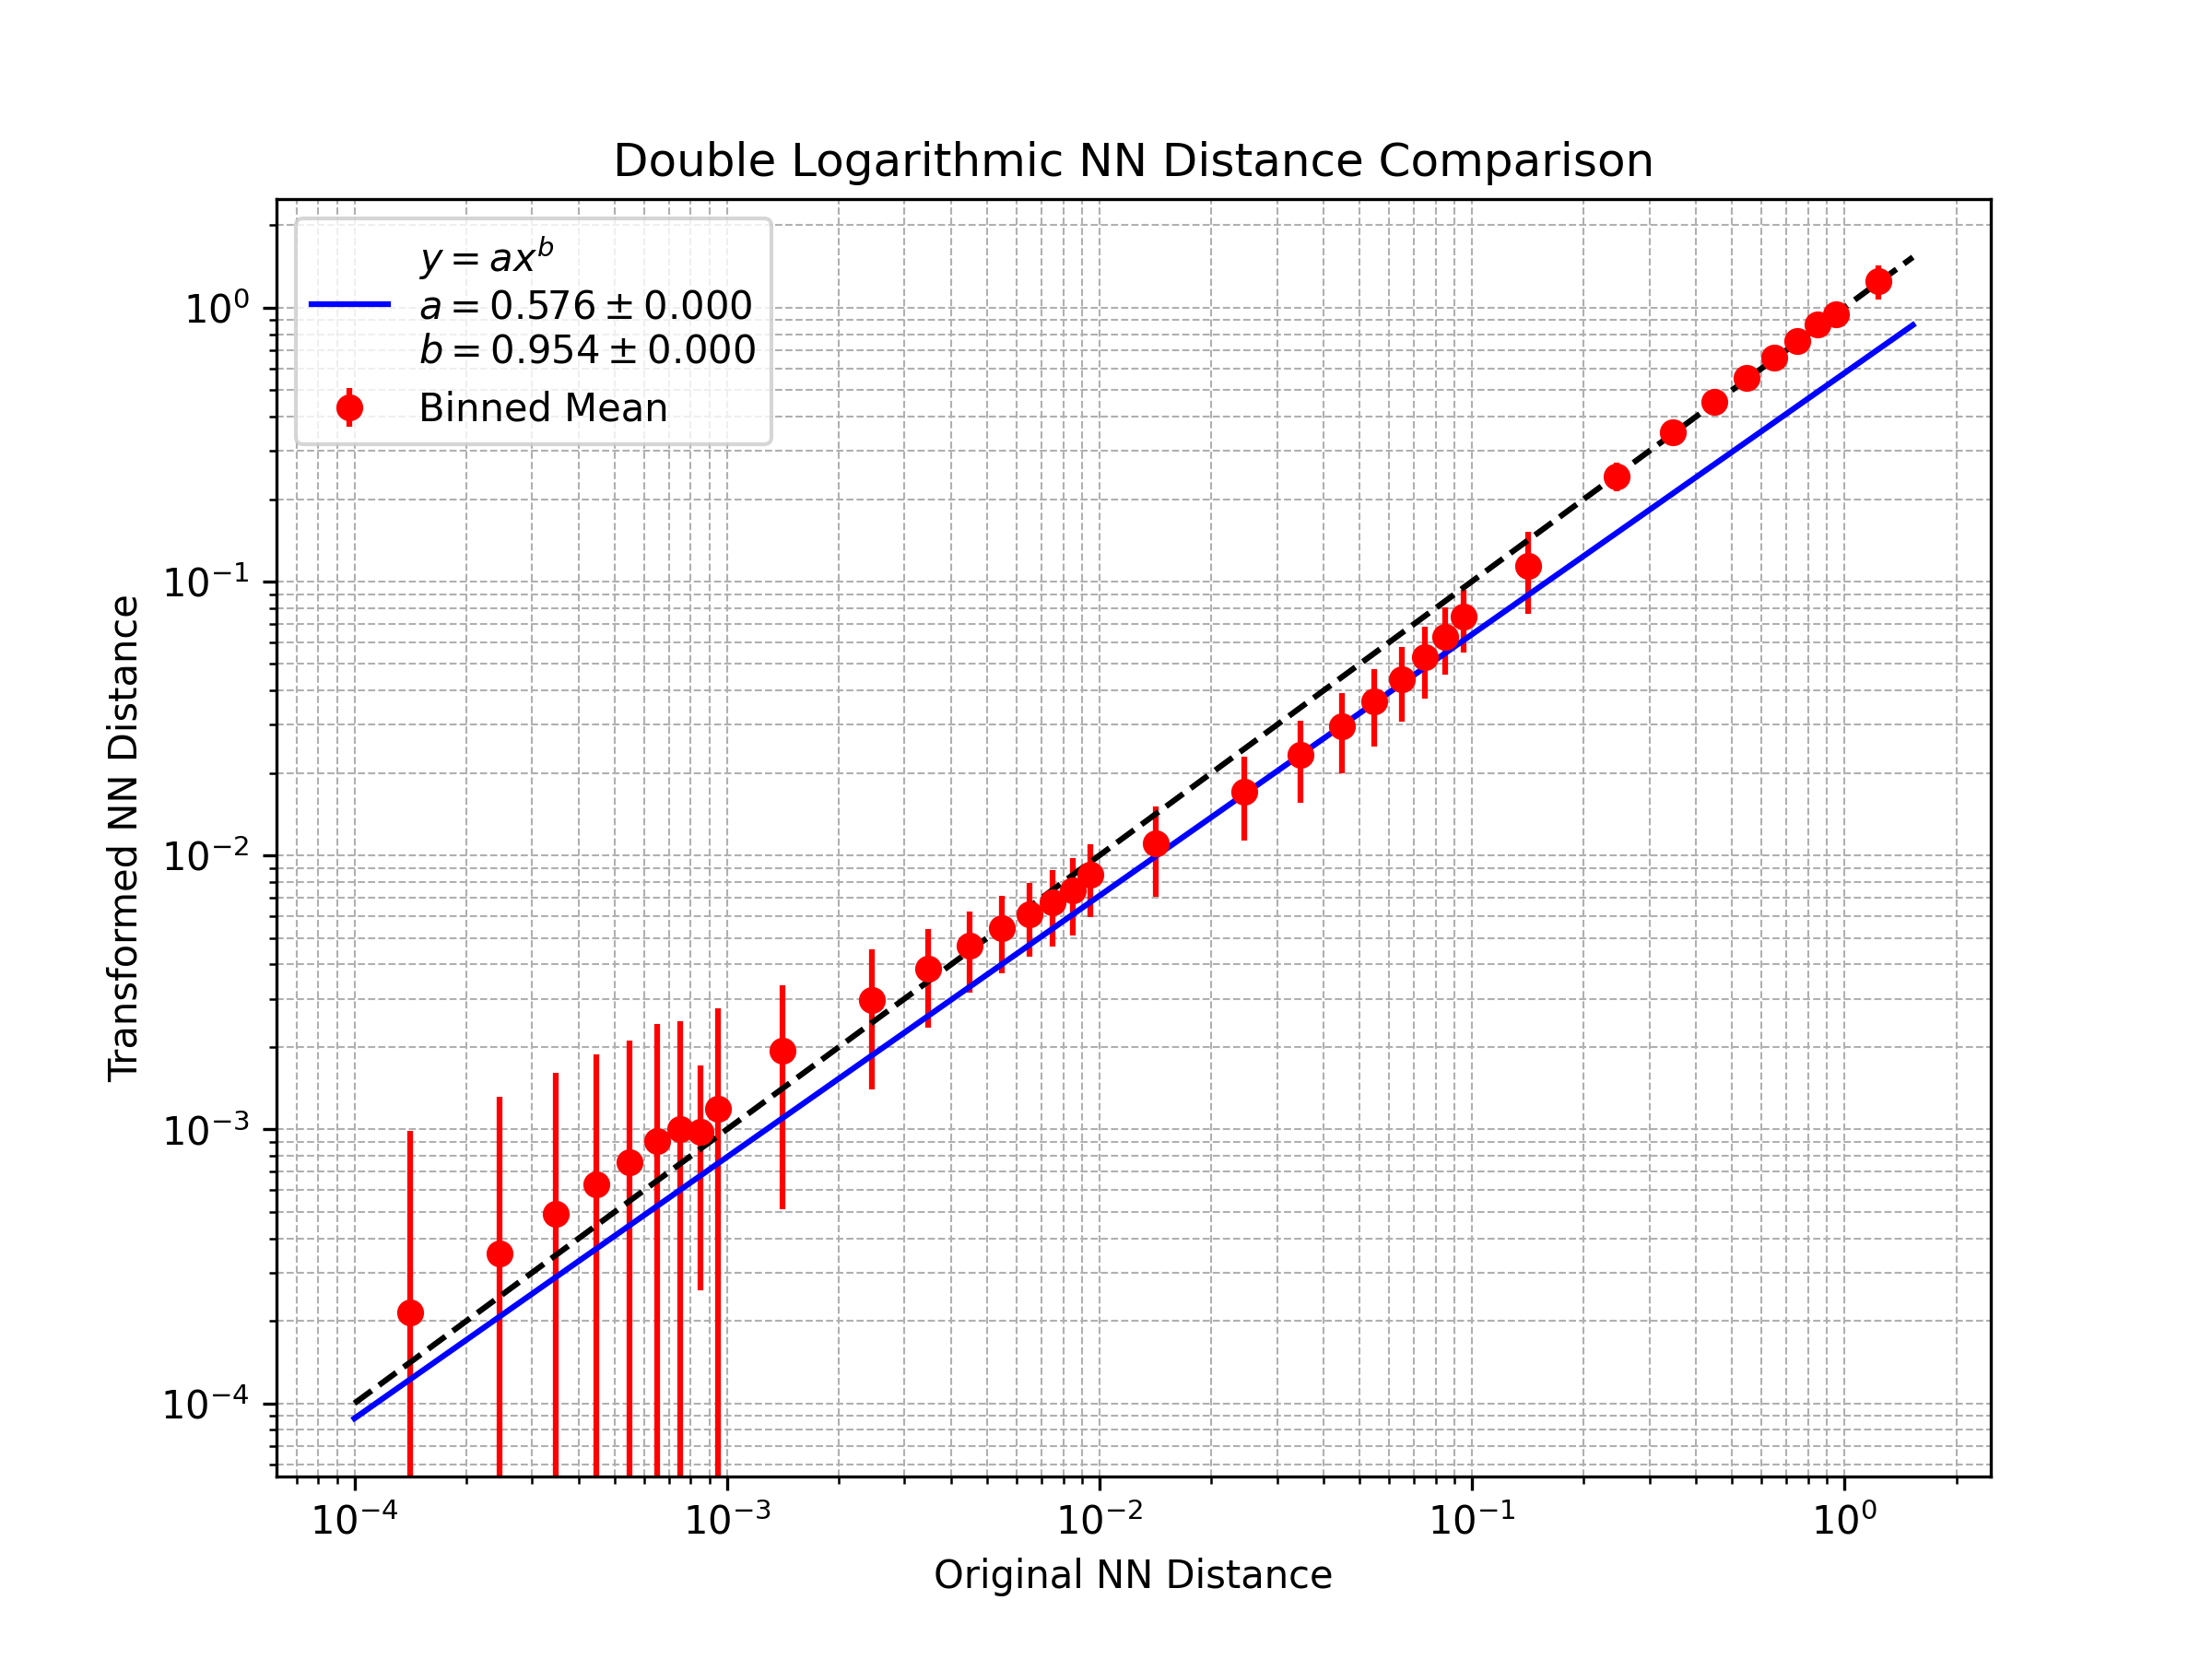 Double Logarithmic NN Distance Comparison
y = ax^b
a = 0.576 ± 0.000
b = 0.954 ± 0.000
Binned Mean
10^0
10^−1
10^−2
10^−3
10^−4
Transformed NN Distance
10^−4 10^−3 10^−2 10^−1 10^0
Original NN Distance